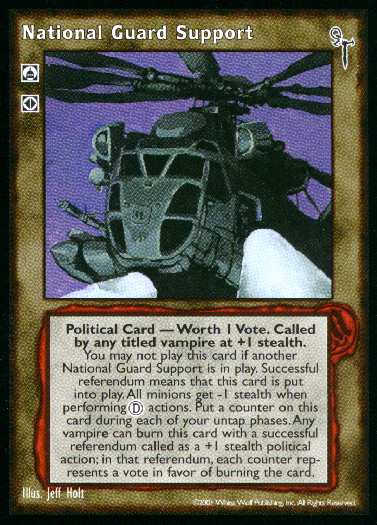 National Guard Support
Political Card — Worth 1 Vote. Called
by any titled vampire at +1 stealth.
You may not play this card if another
National Guard Support is in play. Successful
referendum means that this card is put
into play. All minions get -1 stealth when
performing Ⓓ actions. Put a counter on this
card during each of your untap phases. Any
vampire can burn this card with a successful
referendum called as a +1 stealth political
action; in that referendum, each counter rep-
resents a vote in favor of burning the card.
Illus. Jeff Holt
©2001 White Wolf Publishing, Inc. All Rights Reserved.